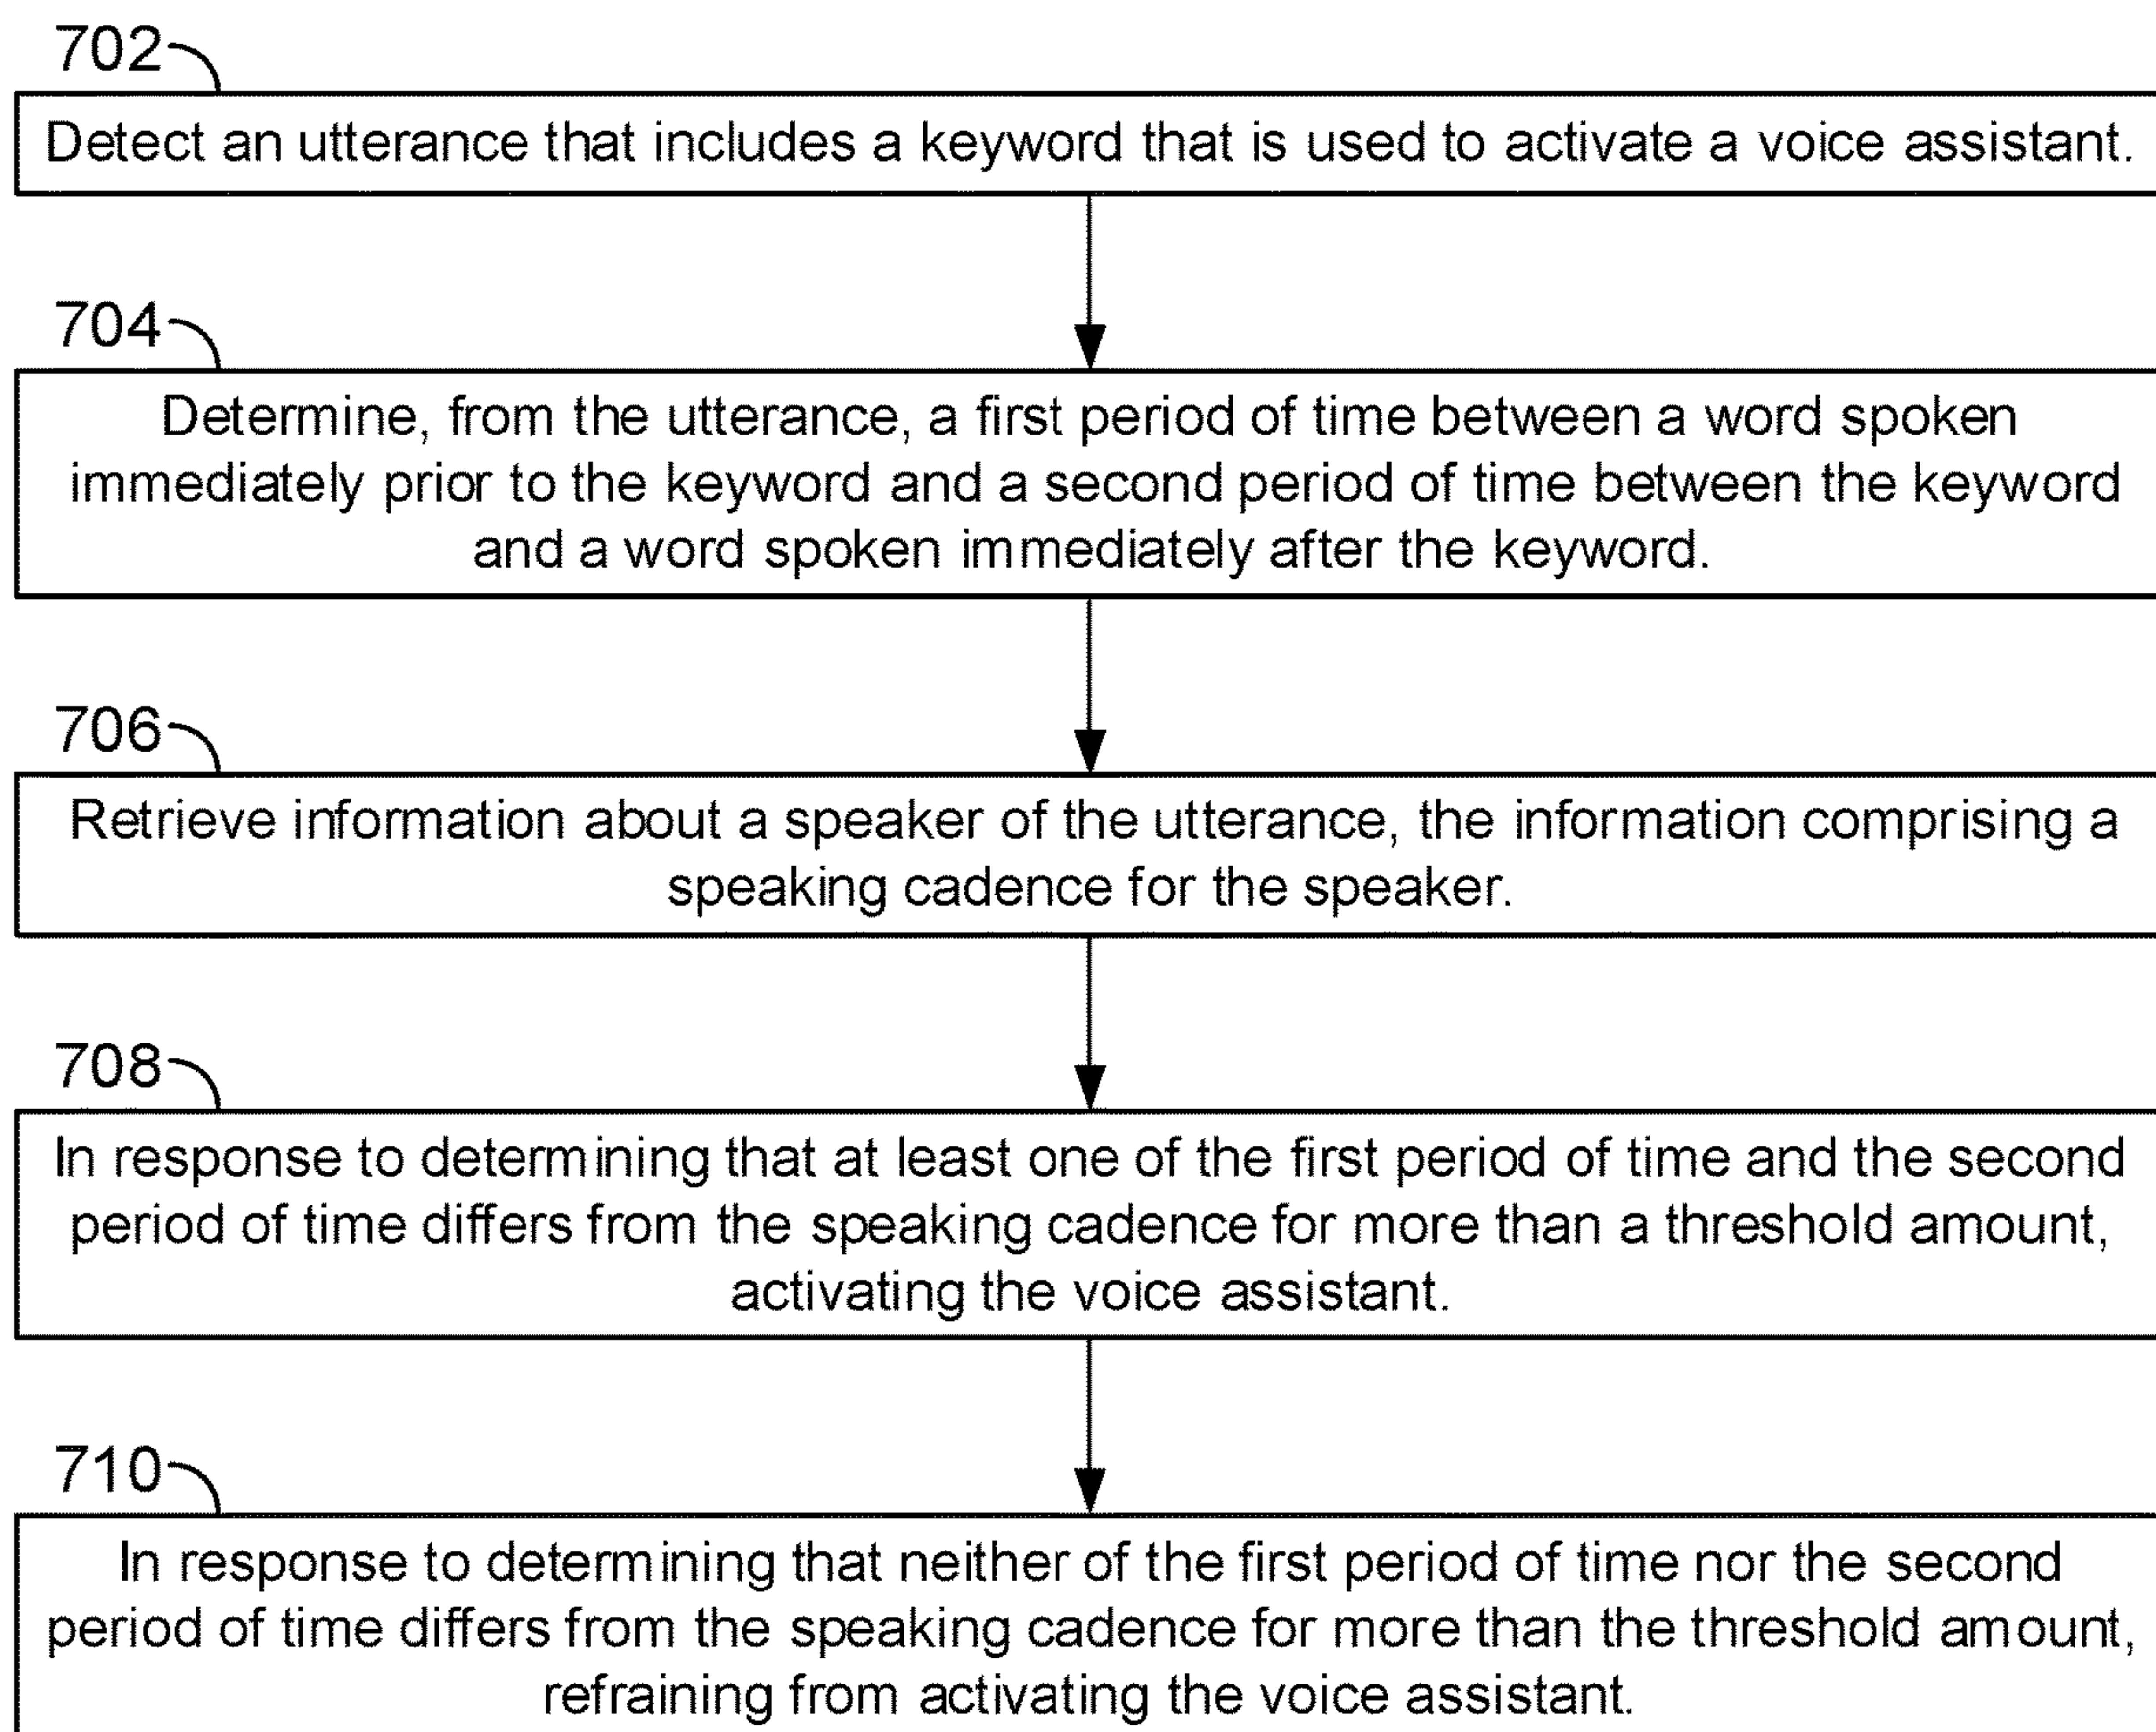 702
Detect an utterance that includes a keyword that is used to activate a voice assistant.
704
Determine, from the utterance, a first period of time between a word spoken
immediately prior to the keyword and a second period of time between the keyword
and a word spoken immediately after the keyword.
706
Retrieve information about a speaker of the utterance, the information comprising a
speaking cadence for the speaker.
708
In response to determining that at least one of the first period of time and the second
period of time differs from the speaking cadence for more than a threshold amount,
activating the voice assistant.
710
In response to determining that neither of the first period of time nor the second
period of time differs from the speaking cadence for more than the threshold amount,
refraining from activating the voice assistant.